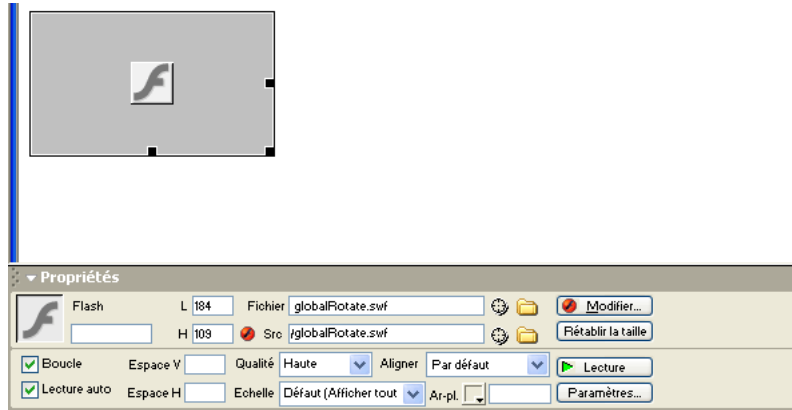 Propriétés
Flash L 184 Fichier globalRotate.swf Modifier...
H 109 Src /globalRotate.swf Rétablir la taille
Boucle Espace V Qualité Haute Aligner Par défaut Lecture
Lecture auto Espace H Echelle Défaut (Afficher tout Ar-pl. Paramètres...